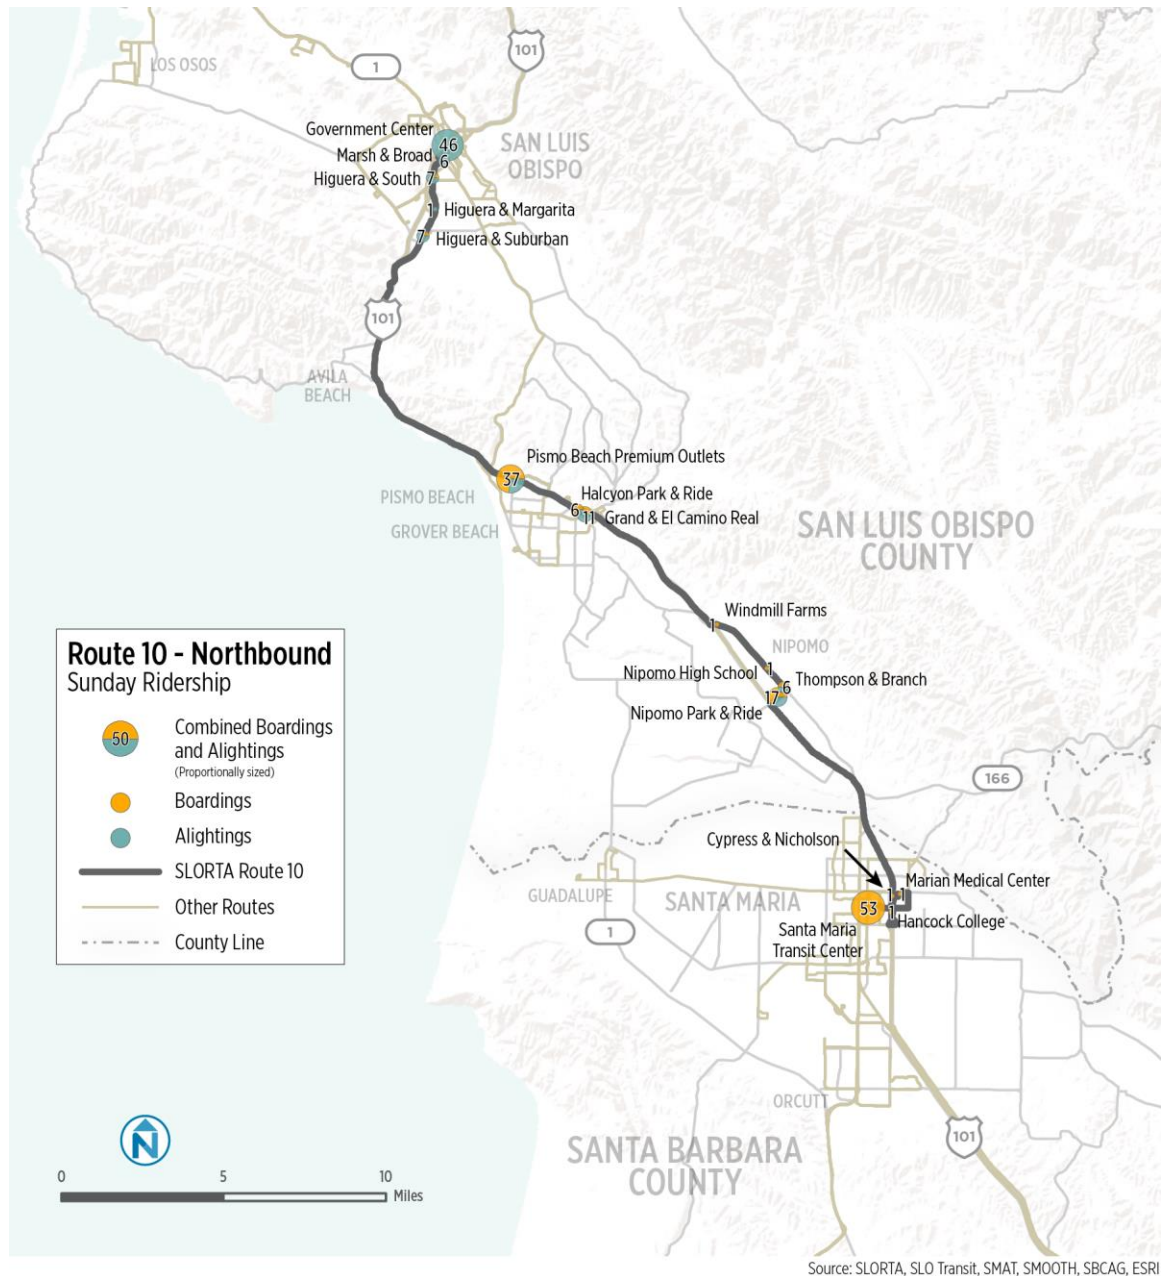 LOS OSOS
1
101
Government Center
46
SAN LUIS
OBISPO
Marsh & Broad
6
Higuera & South
7
1
Higuera & Margarita
7
Higuera & Suburban
101
AVILA
BEACH
Pismo Beach Premium Outlets
37
PISMO BEACH
Halcyon Park & Ride
6
11
Grand & El Camino Real
GROVER BEACH
SAN LUIS OBISPO
COUNTY
Windmill Farms
1
NIPOMO
Nipomo High School
1
6
Thompson & Branch
17
Nipomo Park & Ride
Route 10 - Northbound
Sunday Ridership
50
Combined Boardings
and Alightings
(Proportionally sized)
Boardings
Alightings
SLORTA Route 10
Other Routes
County Line
166
Cypress & Nicholson
1
1
Marian Medical Center
GUADALUPE
SANTA MARIA
53
1
Hancock College
Santa Maria
Transit Center
1
ORCUTT
101
SANTA BARBARA
COUNTY
N
0
5
10
Miles
Source: SLORTA, SLO Transit, SMAT, SMOOTH, SBCAG, ESRI